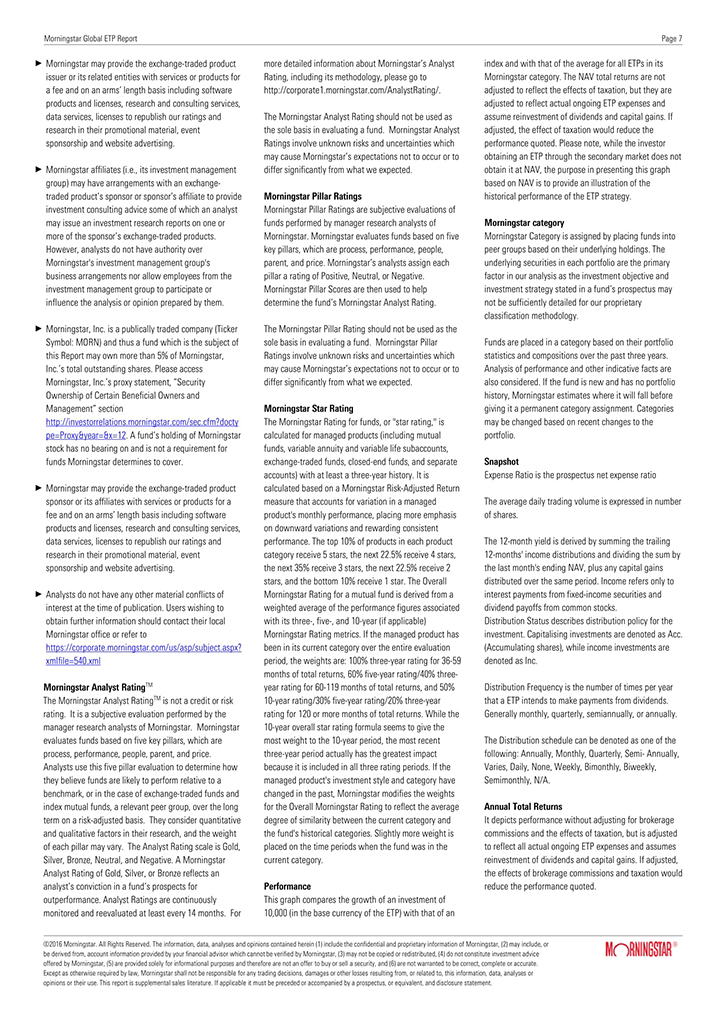 Morningstar Global ETP Report
Page 7
► Morningstar may provide the exchange-traded product
issuer or its related entities with services or products for
a fee and on an arms' length basis including software
products and licenses, research and consulting services,
data services, licenses to republish our ratings and
research in their promotional material, event
sponsorship and website advertising.
► Morningstar affiliates (i.e., its investment management
group) may have arrangements with an exchange-
traded product's sponsor or sponsor's affiliate to provide
investment consulting advice some of which an analyst
may issue an investment research reports on one or
more of the sponsor's exchange-traded products.
However, analysts do not have authority over
Morningstar's investment management group's
business arrangements nor allow employees from the
investment management group to participate or
influence the analysis or opinion prepared by them.
► Morningstar, Inc. is a publically traded company (Ticker
Symbol: MORN) and thus a fund which is the subject of
this Report may own more than 5% of Morningstar,
Inc.'s total outstanding shares. Please access
Morningstar, Inc.'s proxy statement, "Security
Ownership of Certain Beneficial Owners and
Management" section
http://investorrelations.morningstar.com/sec.cfm?docty
pe=Proxy&year=&x=12. A fund's holding of Morningstar
stock has no bearing on and is not a requirement for
funds Morningstar determines to cover.
► Morningstar may provide the exchange-traded product
sponsor or its affiliates with services or products for a
fee and on an arms' length basis including software
products and licenses, research and consulting services,
data services, licenses to republish our ratings and
research in their promotional material, event
sponsorship and website advertising.
► Analysts do not have any other material conflicts of
interest at the time of publication. Users wishing to
obtain further information should contact their local
Morningstar office or refer to
https://corporate.morningstar.com/us/asp/subject.aspx?
xmlfile=540.xml
Morningstar Analyst Rating™
The Morningstar Analyst Rating™ is not a credit or risk
rating. It is a subjective evaluation performed by the
manager research analysts of Morningstar. Morningstar
evaluates funds based on five key pillars, which are
process, performance, people, parent, and price.
Analysts use this five pillar evaluation to determine how
they believe funds are likely to perform relative to a
benchmark, or in the case of exchange-traded funds and
index mutual funds, a relevant peer group, over the long
term on a risk-adjusted basis. They consider quantitative
and qualitative factors in their research, and the weight
of each pillar may vary. The Analyst Rating scale is Gold,
Silver, Bronze, Neutral, and Negative. A Morningstar
Analyst Rating of Gold, Silver, or Bronze reflects an
analyst's conviction in a fund's prospects for
outperformance. Analyst Ratings are continuously
monitored and reevaluated at least every 14 months. For
more detailed information about Morningstar's Analyst
Rating, including its methodology, please go to
http://corporate1.morningstar.com/AnalystRating/.
The Morningstar Analyst Rating should not be used as
the sole basis in evaluating a fund. Morningstar Analyst
Ratings involve unknown risks and uncertainties which
may cause Morningstar's expectations not to occur or to
differ significantly from what we expected.
Morningstar Pillar Ratings
Morningstar Pillar Ratings are subjective evaluations of
funds performed by manager research analysts of
Morningstar. Morningstar evaluates funds based on five
key pillars, which are process, performance, people,
parent, and price. Morningstar's analysts assign each
pillar a rating of Positive, Neutral, or Negative.
Morningstar Pillar Scores are then used to help
determine the fund's Morningstar Analyst Rating.
The Morningstar Pillar Rating should not be used as the
sole basis in evaluating a fund. Morningstar Pillar
Ratings involve unknown risks and uncertainties which
may cause Morningstar's expectations not to occur or to
differ significantly from what we expected.
Morningstar Star Rating
The Morningstar Rating for funds, or "star rating," is
calculated for managed products (including mutual
funds, variable annuity and variable life subaccounts,
exchange-traded funds, closed-end funds, and separate
accounts) with at least a three-year history. It is
calculated based on a Morningstar Risk-Adjusted Return
measure that accounts for variation in a managed
product's monthly performance, placing more emphasis
on downward variations and rewarding consistent
performance. The top 10% of products in each product
category receive 5 stars, the next 22.5% receive 4 stars,
the next 35% receive 3 stars, the next 22.5% receive 2
stars, and the bottom 10% receive 1 star. The Overall
Morningstar Rating for a mutual fund is derived from a
weighted average of the performance figures associated
with its three-, five-, and 10-year (if applicable)
Morningstar Rating metrics. If the managed product has
been in its current category over the entire evaluation
period, the weights are: 100% three-year rating for 36-59
months of total returns, 60% five-year rating/40% three-
year rating for 60-119 months of total returns, and 50%
10-year rating/30% five-year rating/20% three-year
rating for 120 or more months of total returns. While the
10-year overall star rating formula seems to give the
most weight to the 10-year period, the most recent
three-year period actually has the greatest impact
because it is included in all three rating periods. If the
managed product's investment style and category have
changed in the past, Morningstar modifies the weights
for the Overall Morningstar Rating to reflect the average
degree of similarity between the current category and
the fund's historical categories. Slightly more weight is
placed on the time periods when the fund was in the
current category.
Performance
This graph compares the growth of an investment of
10,000 (in the base currency of the ETP) with that of an
index and with that of the average for all ETPs in its
Morningstar category. The NAV total returns are not
adjusted to reflect the effects of taxation, but they are
adjusted to reflect actual ongoing ETP expenses and
assume reinvestment of dividends and capital gains. If
adjusted, the effect of taxation would reduce the
performance quoted. Please note, while the investor
obtaining an ETP through the secondary market does not
obtain it at NAV, the purpose in presenting this graph
based on NAV is to provide an illustration of the
historical performance of the ETP strategy.
Morningstar category
Morningstar Category is assigned by placing funds into
peer groups based on their underlying holdings. The
underlying securities in each portfolio are the primary
factor in our analysis as the investment objective and
investment strategy stated in a fund's prospectus may
not be sufficiently detailed for our proprietary
classification methodology.
Funds are placed in a category based on their portfolio
statistics and compositions over the past three years.
Analysis of performance and other indicative facts are
also considered. If the fund is new and has no portfolio
history, Morningstar estimates where it will fall before
giving it a permanent category assignment. Categories
may be changed based on recent changes to the
portfolio.
Snapshot
Expense Ratio is the prospectus net expense ratio
The average daily trading volume is expressed in number
of shares.
The 12-month yield is derived by summing the trailing
12-months' income distributions and dividing the sum by
the last month's ending NAV, plus any capital gains
distributed over the same period. Income refers only to
interest payments from fixed-income securities and
dividend payoffs from common stocks.
Distribution Status describes distribution policy for the
investment. Capitalising investments are denoted as Acc.
(Accumulating shares), while income investments are
denoted as Inc.
Distribution Frequency is the number of times per year
that a ETP intends to make payments from dividends.
Generally monthly, quarterly, semiannually, or annually.
The Distribution schedule can be denoted as one of the
following: Annually, Monthly, Quarterly, Semi- Annually,
Varies, Daily, None, Weekly, Bimonthly, Biweekly,
Semimonthly, N/A.
Annual Total Returns
It depicts performance without adjusting for brokerage
commissions and the effects of taxation, but is adjusted
to reflect all actual ongoing ETP expenses and assumes
reinvestment of dividends and capital gains. If adjusted,
the effects of brokerage commissions and taxation would
reduce the performance quoted.
©2016 Morningstar. All Rights Reserved. The information, data, analyses and opinions contained herein (1) include the confidential and proprietary information of Morningstar, (2) may include, or
be derived from, account information provided by your financial advisor which cannot be verified by Morningstar, (3) may not be copied or redistributed, (4) do not constitute investment advice
offered by Morningstar, (5) are provided solely for informational purposes and therefore are not an offer to buy or sell a security, and (6) are not warranted to be correct, complete or accurate.
Except as otherwise required by law, Morningstar shall not be responsible for any trading decisions, damages or other losses resulting from, or related to, this information, data, analyses or
opinions or their use. This report is supplemental sales literature. If applicable it must be preceded or accompanied by a prospectus, or equivalent, and disclosure statement.
MORNINGSTAR®